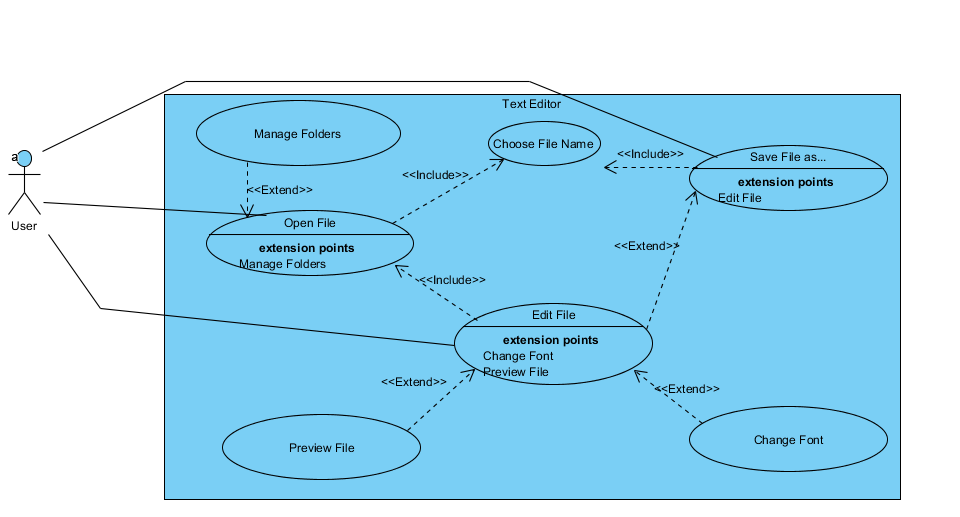 Text Editor
Manage Folders
Choose File Name
<<Include>>
Save File as...
extension points
Edit File
a
User
<<Extend>>
<<Include>>
Open File
extension points
Manage Folders
<<Extend>>
<<Include>>
Edit File
extension points
Change Font
Preview File
<<Extend>>
<<Extend>>
Preview File
Change Font